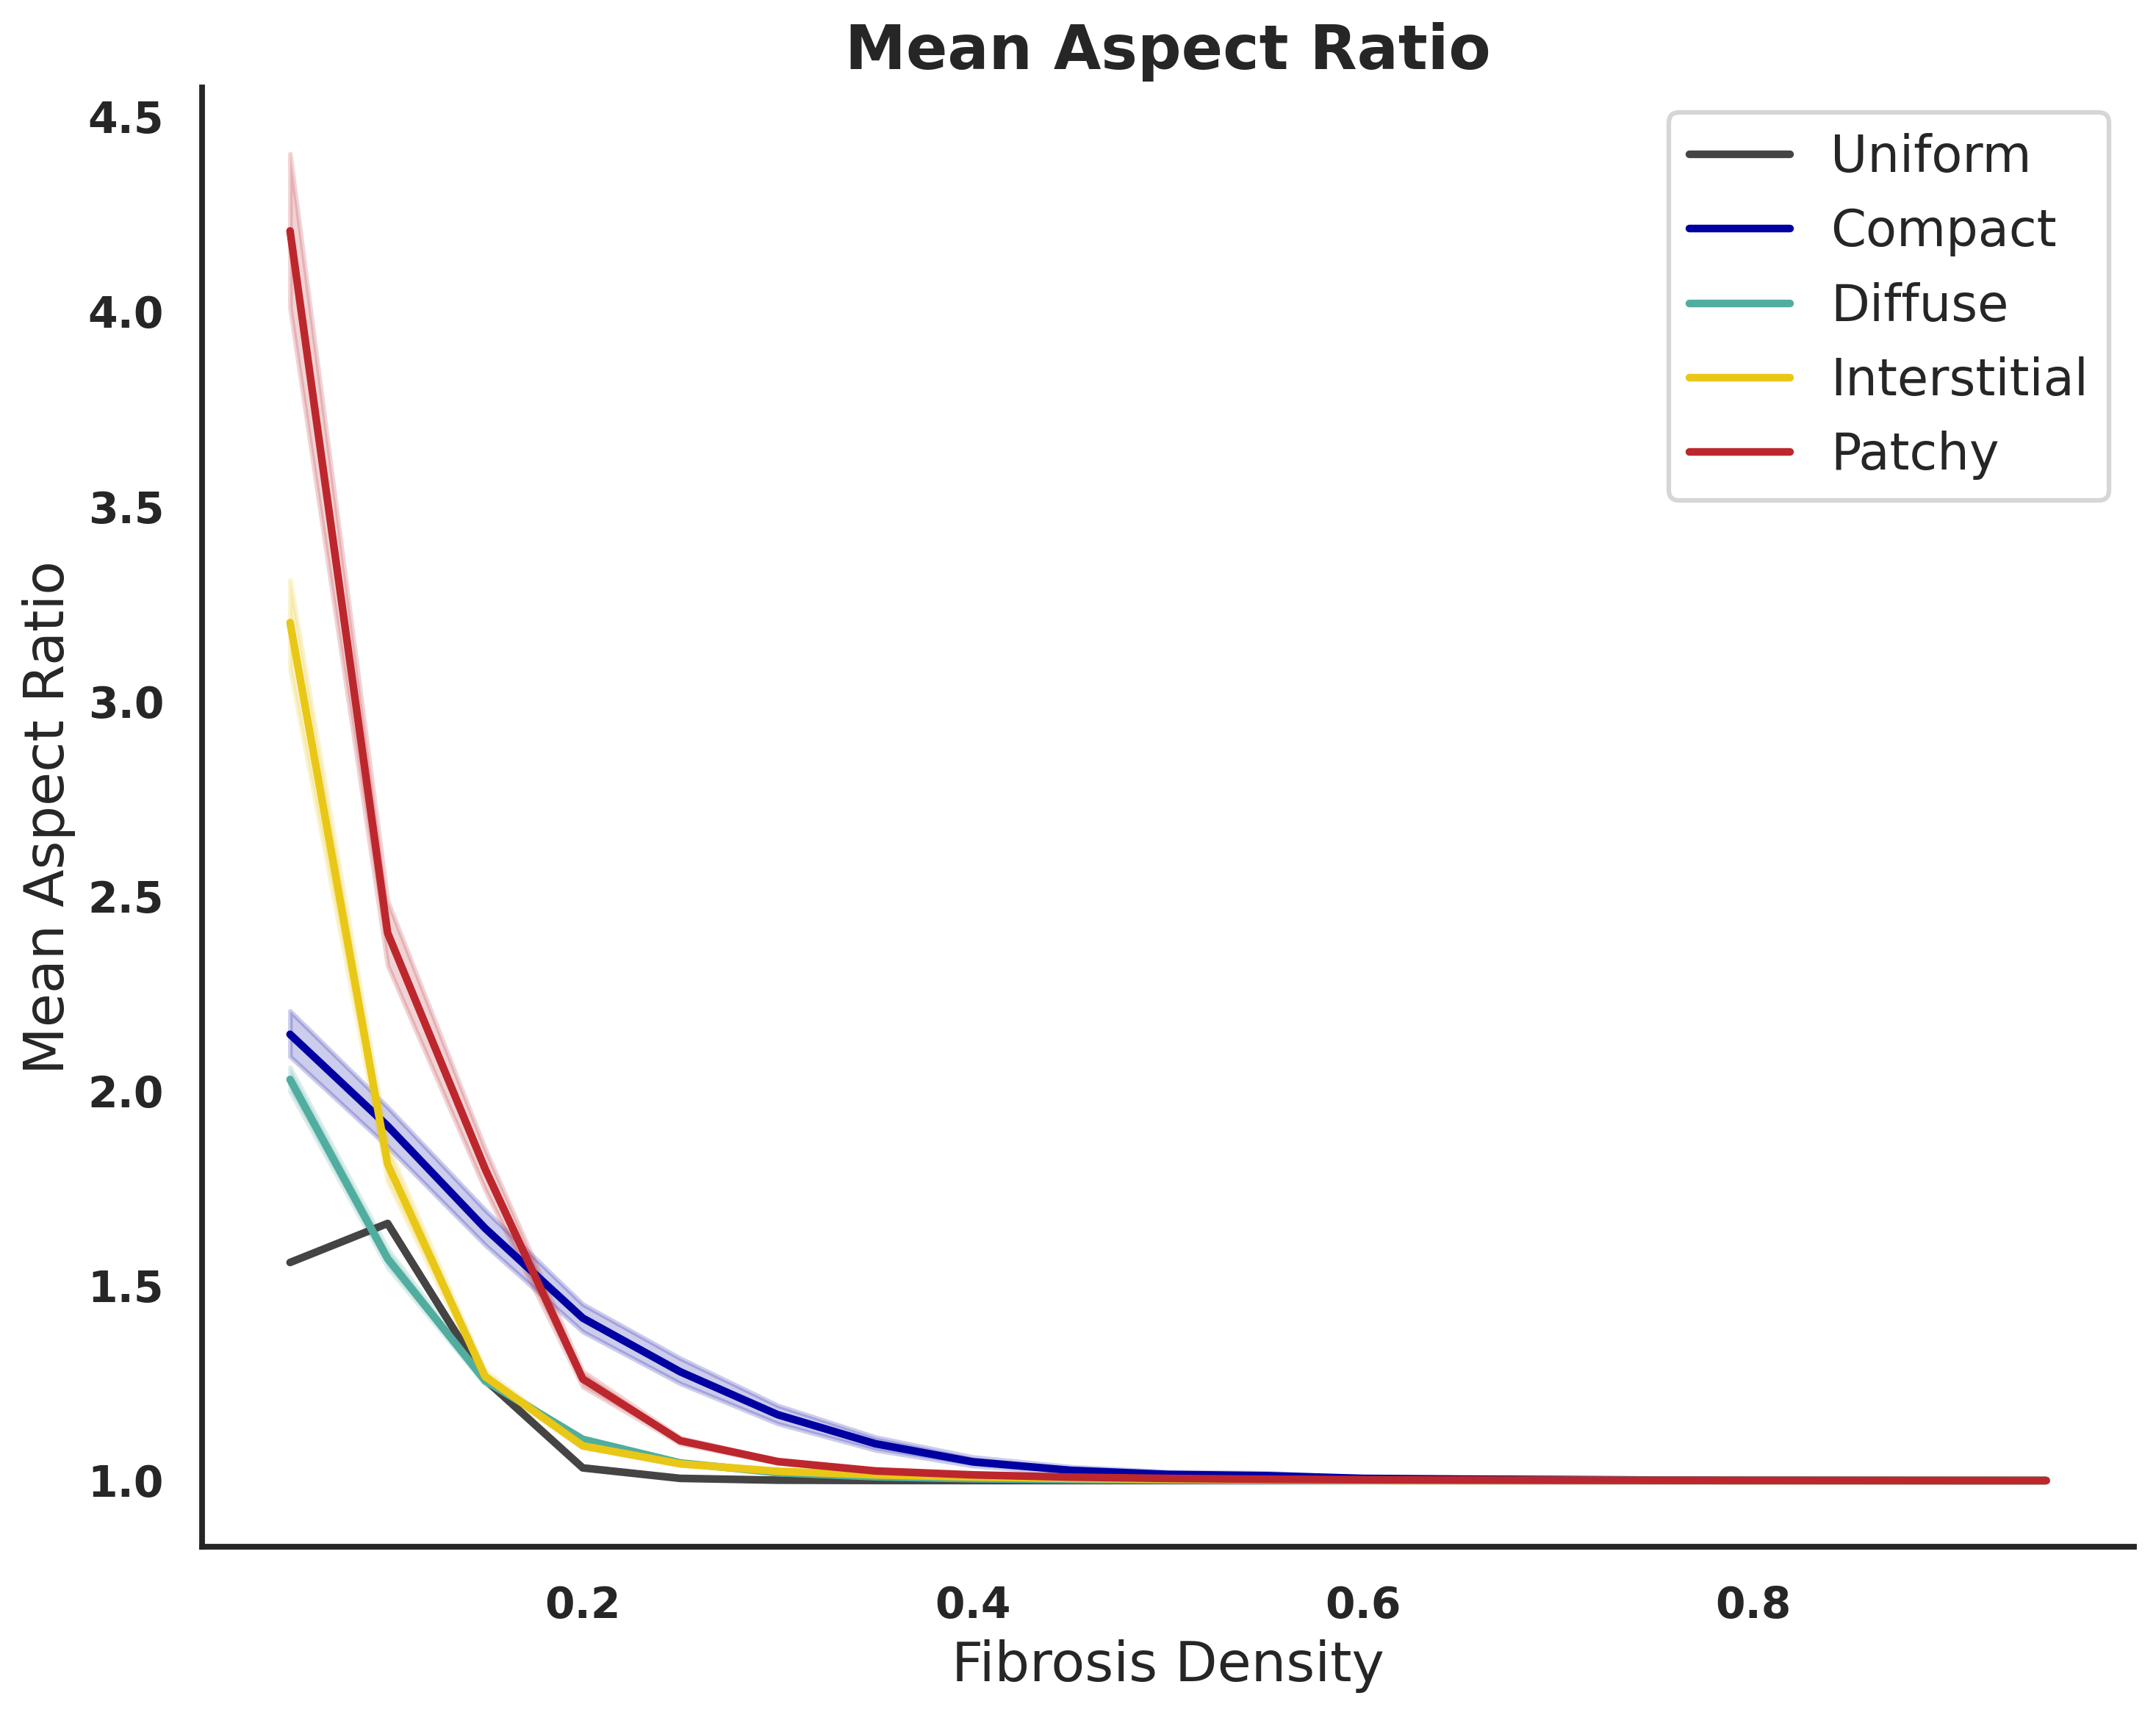 Mean Aspect Ratio
4.5
4.0
3.5
3.0
2.5
2.0
1.5
1.0
Mean Aspect Ratio
Uniform
Compact
Diffuse
Interstitial
Patchy
0.2
0.4
0.6
0.8
Fibrosis Density